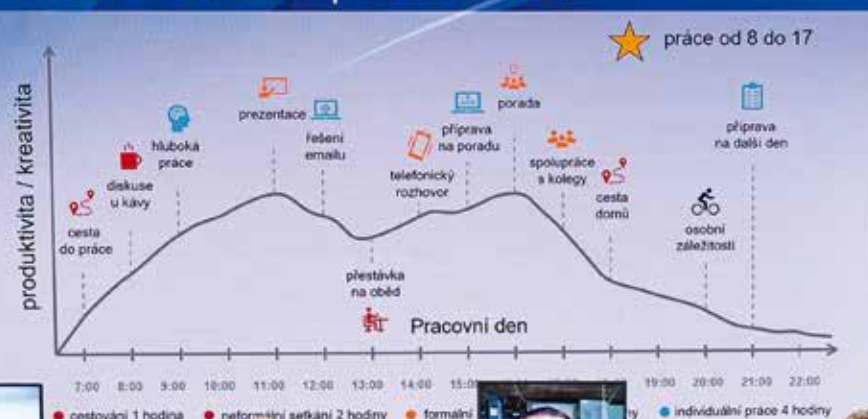 práce od 8 do 17
produktivita / kreativita
cesta
do práce
diskuse
u kávy
hluboká
práce
prezentace
řešení
emailu
přestávka
na oběd
telefonický
rozhovor
příprava
na poradu
porada
spolupráce
s kolegy
cesta
domů
osobní
záležitosti
příprava
na další den
Pracovní den
7:00 8:00 9:00 10:00 11:00 12:00 13:00 14:00 19:00 20:00 21:00 22:00
cestování 1 hodina
neformální setkání 2 hodiny
formální
individuální práce 4 hodiny